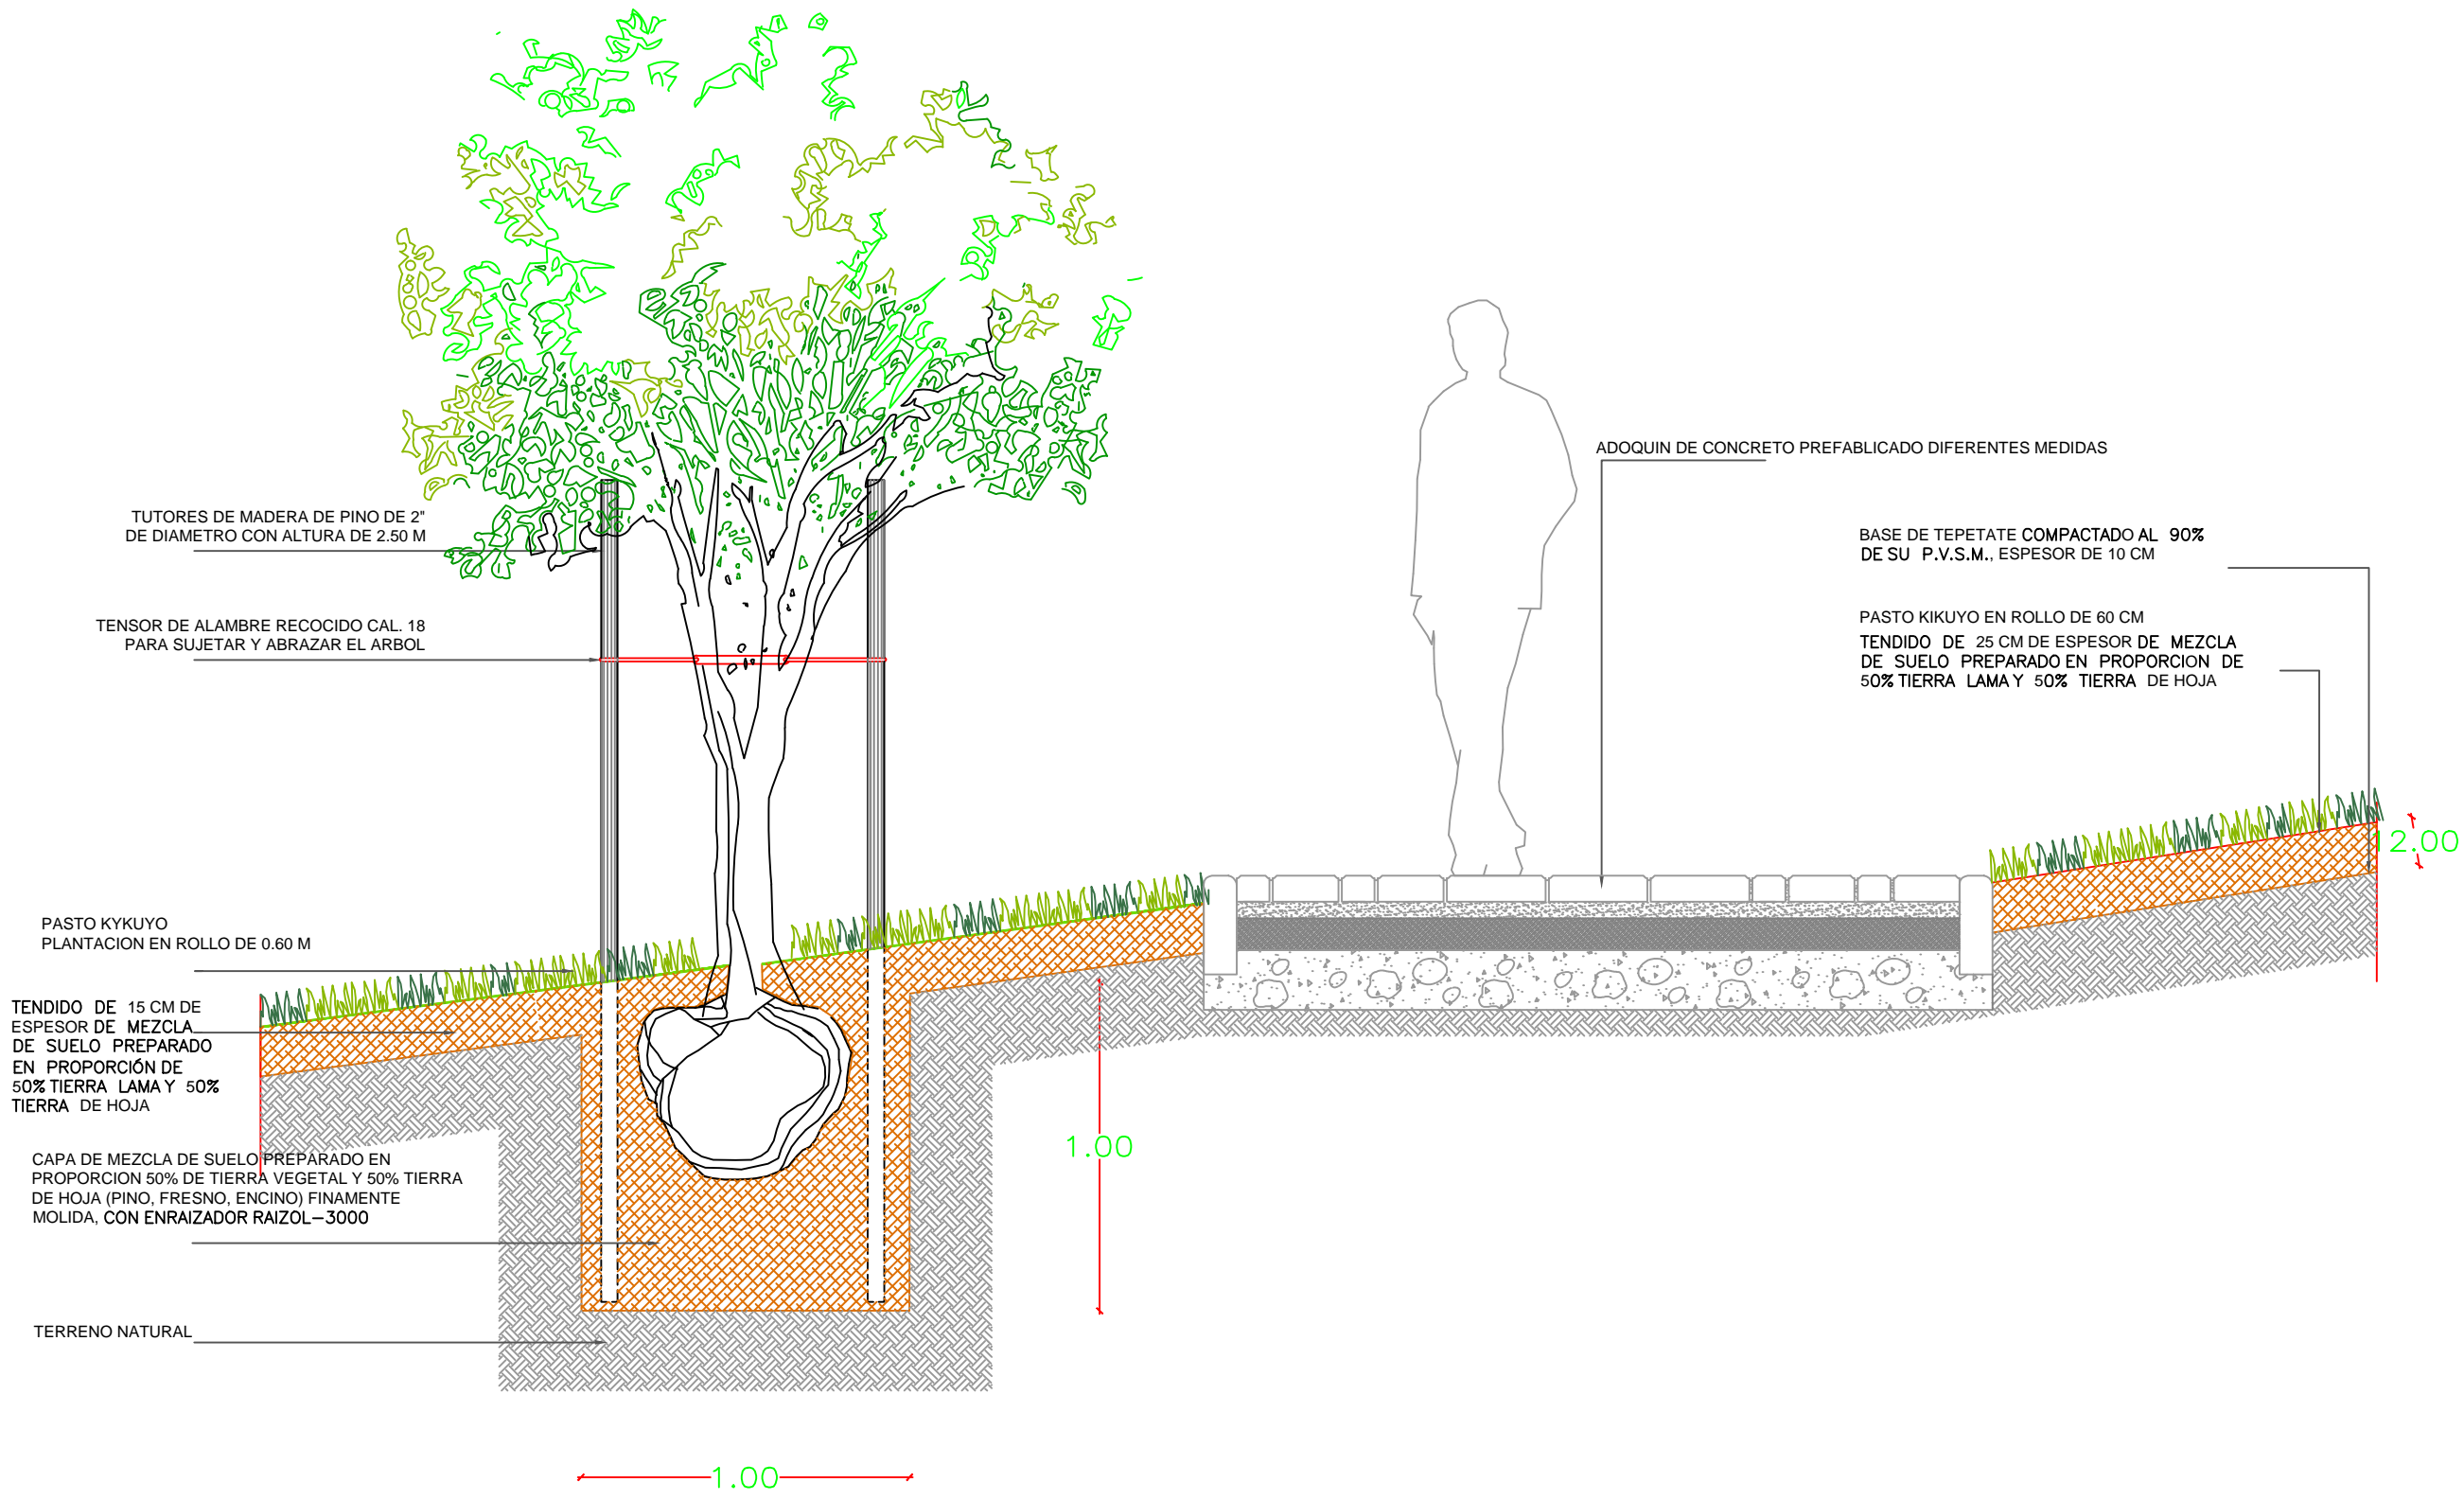 TUTORES DE MADERA DE PINO DE 2"
DE DIAMETRO CON ALTURA DE 2.50 M
TENSOR DE ALAMBRE RECOCIDO CAL. 18
PARA SUJETAR Y ABRAZAR EL ARBOL
PASTO KYKUYO
PLANTACION EN ROLLO DE 0.60 M
TENDIDO DE 15 CM DE
ESPESOR DE MEZCLA
DE SUELO PREPARADO
EN PROPORCIÓN DE
50% TIERRA LAMA Y 50%
TIERRA DE HOJA
CAPA DE MEZCLA DE SUELO PREPARADO EN
PROPORCION 50% DE TIERRA VEGETAL Y 50% TIERRA
DE HOJA (PINO, FRESNO, ENCINO) FINAMENTE
MOLIDA, CON ENRAIZADOR RAIZOL-3000
TERRENO NATURAL
1.00
1.00
ADOQUIN DE CONCRETO PREFABLICADO DIFERENTES MEDIDAS
BASE DE TEPETATE COMPACTADO AL 90%
DE SU P.V.S.M., ESPESOR DE 10 CM
PASTO KIKUYO EN ROLLO DE 60 CM
TENDIDO DE 25 CM DE ESPESOR DE MEZCLA
DE SUELO PREPARADO EN PROPORCION DE
50% TIERRA LAMA Y 50% TIERRA DE HOJA
12.00